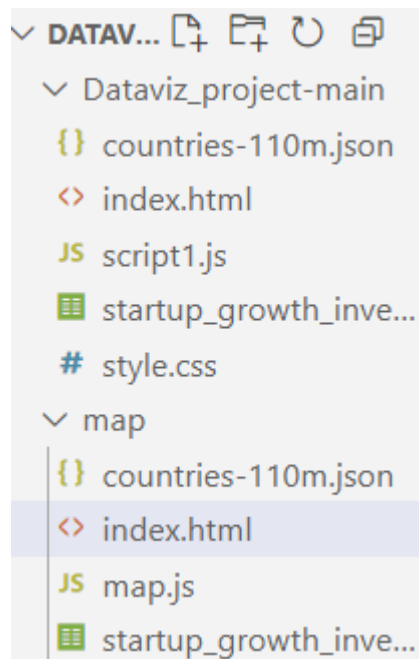 DATAV...
Dataviz_project-main
{} countries-110m.json
<> index.html
JS script1.js
startup_growth_inve...
# style.css
map
{} countries-110m.json
<> index.html
JS map.js
startup_growth_inve...